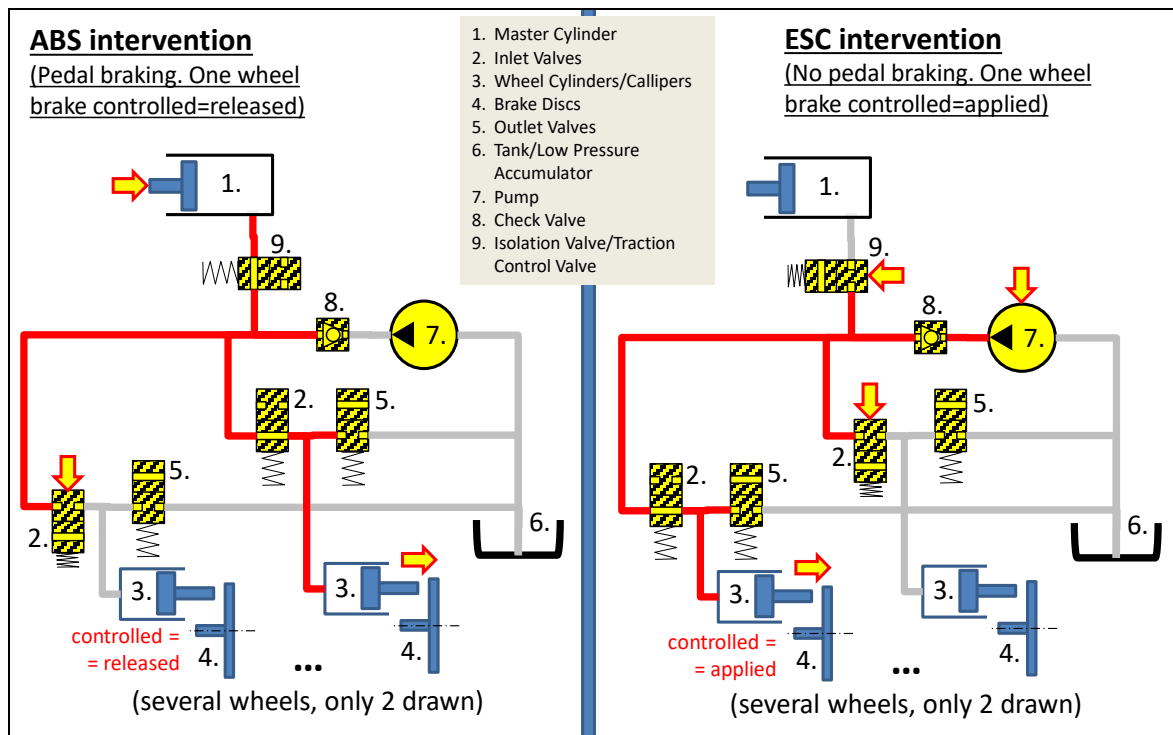 ABS intervention
(Pedal braking. One wheel
brake controlled=released)
1. Master Cylinder
2. Inlet Valves
3. Wheel Cylinders/Callipers
4. Brake Discs
5. Outlet Valves
6. Tank/Low Pressure
Accumulator
7. Pump
8. Check Valve
9. Isolation Valve/Traction
Control Valve
ESC intervention
(No pedal braking. One wheel
brake controlled=applied)
1.
9.
8.
7.
2.
5.
5.
2.
6.
3.
3.
controlled =
= released
4.
...
4.
(several wheels, only 2 drawn)
1.
9.
8.
7.
5.
2.
2.
5.
6.
3.
3.
controlled =
= applied
4.
...
4.
(several wheels, only 2 drawn)